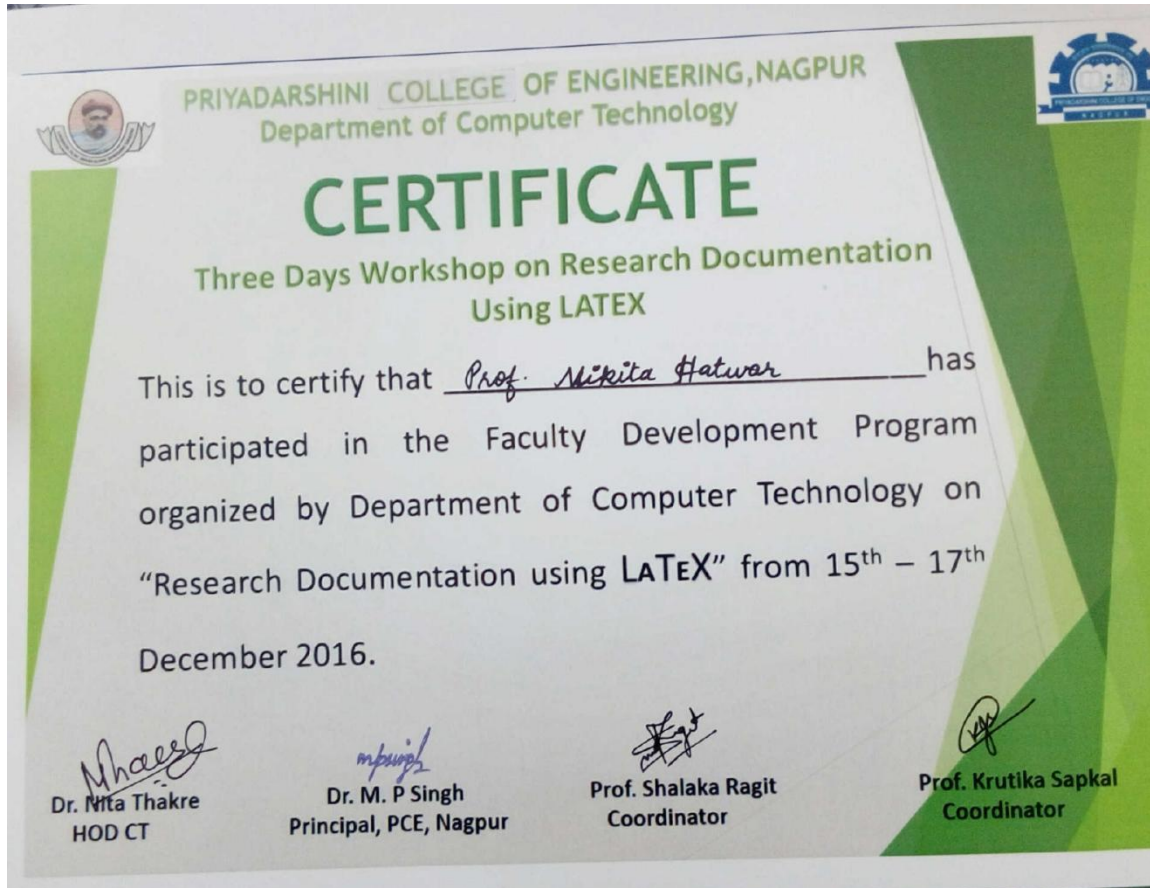 PRIYADARSHINI COLLEGE OF ENGINEERING,NAGPUR
Department of Computer Technology
CERTIFICATE
Three Days Workshop on Research Documentation
Using LATEX
This is to certify that Prof. Mikita Hatwar has
participated in the Faculty Development Program
organized by Department of Computer Technology on
“Research Documentation using LATEX” from 15th – 17th
December 2016.
Dr. Nita Thakre
HOD CT
Dr. M. P Singh
Principal, PCE, Nagpur
Prof. Shalaka Ragit
Coordinator
Prof. Krutika Sapkal
Coordinator